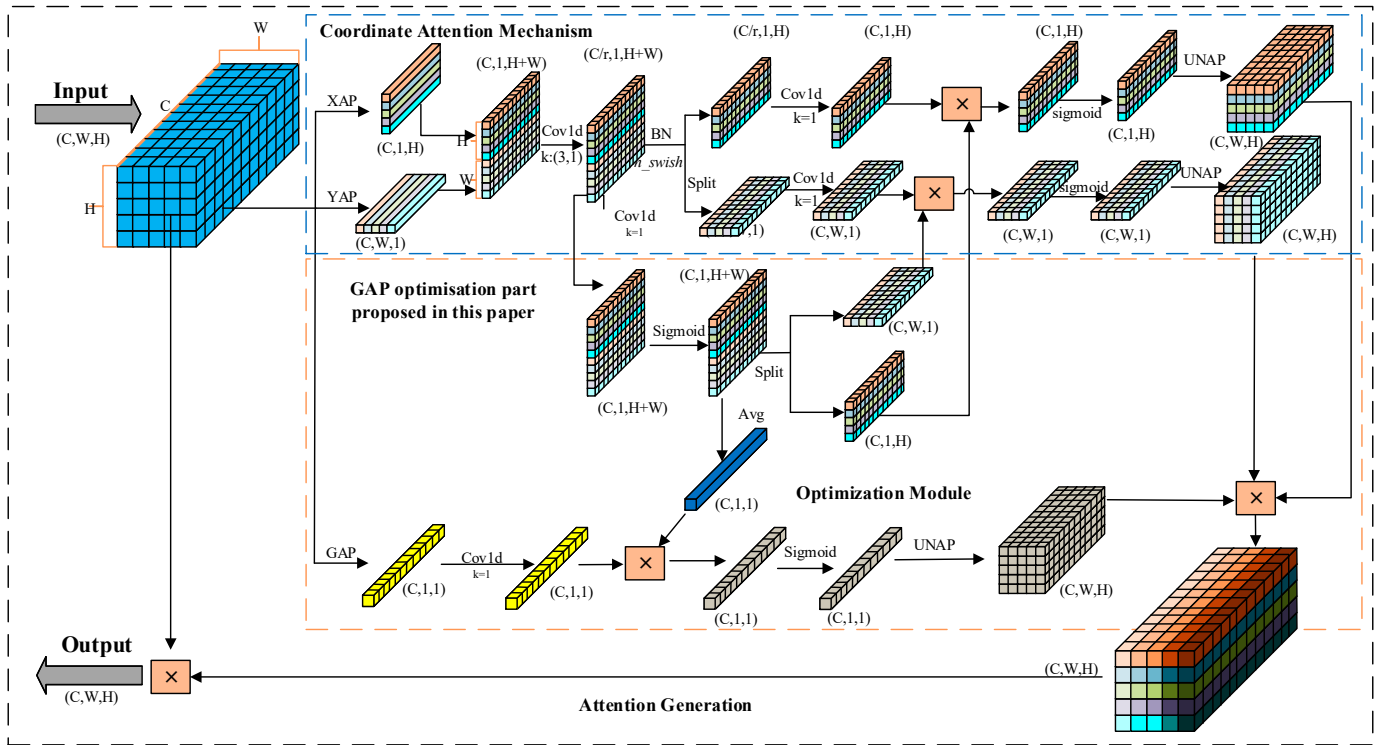 W
Coordinate Attention Mechanism
(C/r,1,H+W)
(C/r,1,H)
(C,1,H)
(C,1,H)
UNAP
Input
C
(C,W,H)
XAP
(C,1,H)
(C,1,H+W)
H
W
Cov1d
k:(3,1)
BN
h_swish
Split
Cov1d
k=1
×
sigmoid
(C,1,H)
(C,W,H)
H
YAP
(C,W,1)
Cov1d
k=1
Cov1d
k=1
(C,W,1)
×
(C,W,1)
sigmoid
(C,W,1)
UNAP
(C,W,H)
GAP optimisation part
proposed in this paper
(C,1,H+W)
Sigmoid
(C,1,H+W)
Split
(C,W,1)
(C,1,H)
Avg
(C,1,1)
Optimization Module
GAP
(C,1,1)
Cov1d
k=1
(C,1,1)
×
(C,1,1)
Sigmoid
(C,1,1)
UNAP
(C,W,H)
×
Output
(C,W,H)
×
(C,W,H)
Attention Generation